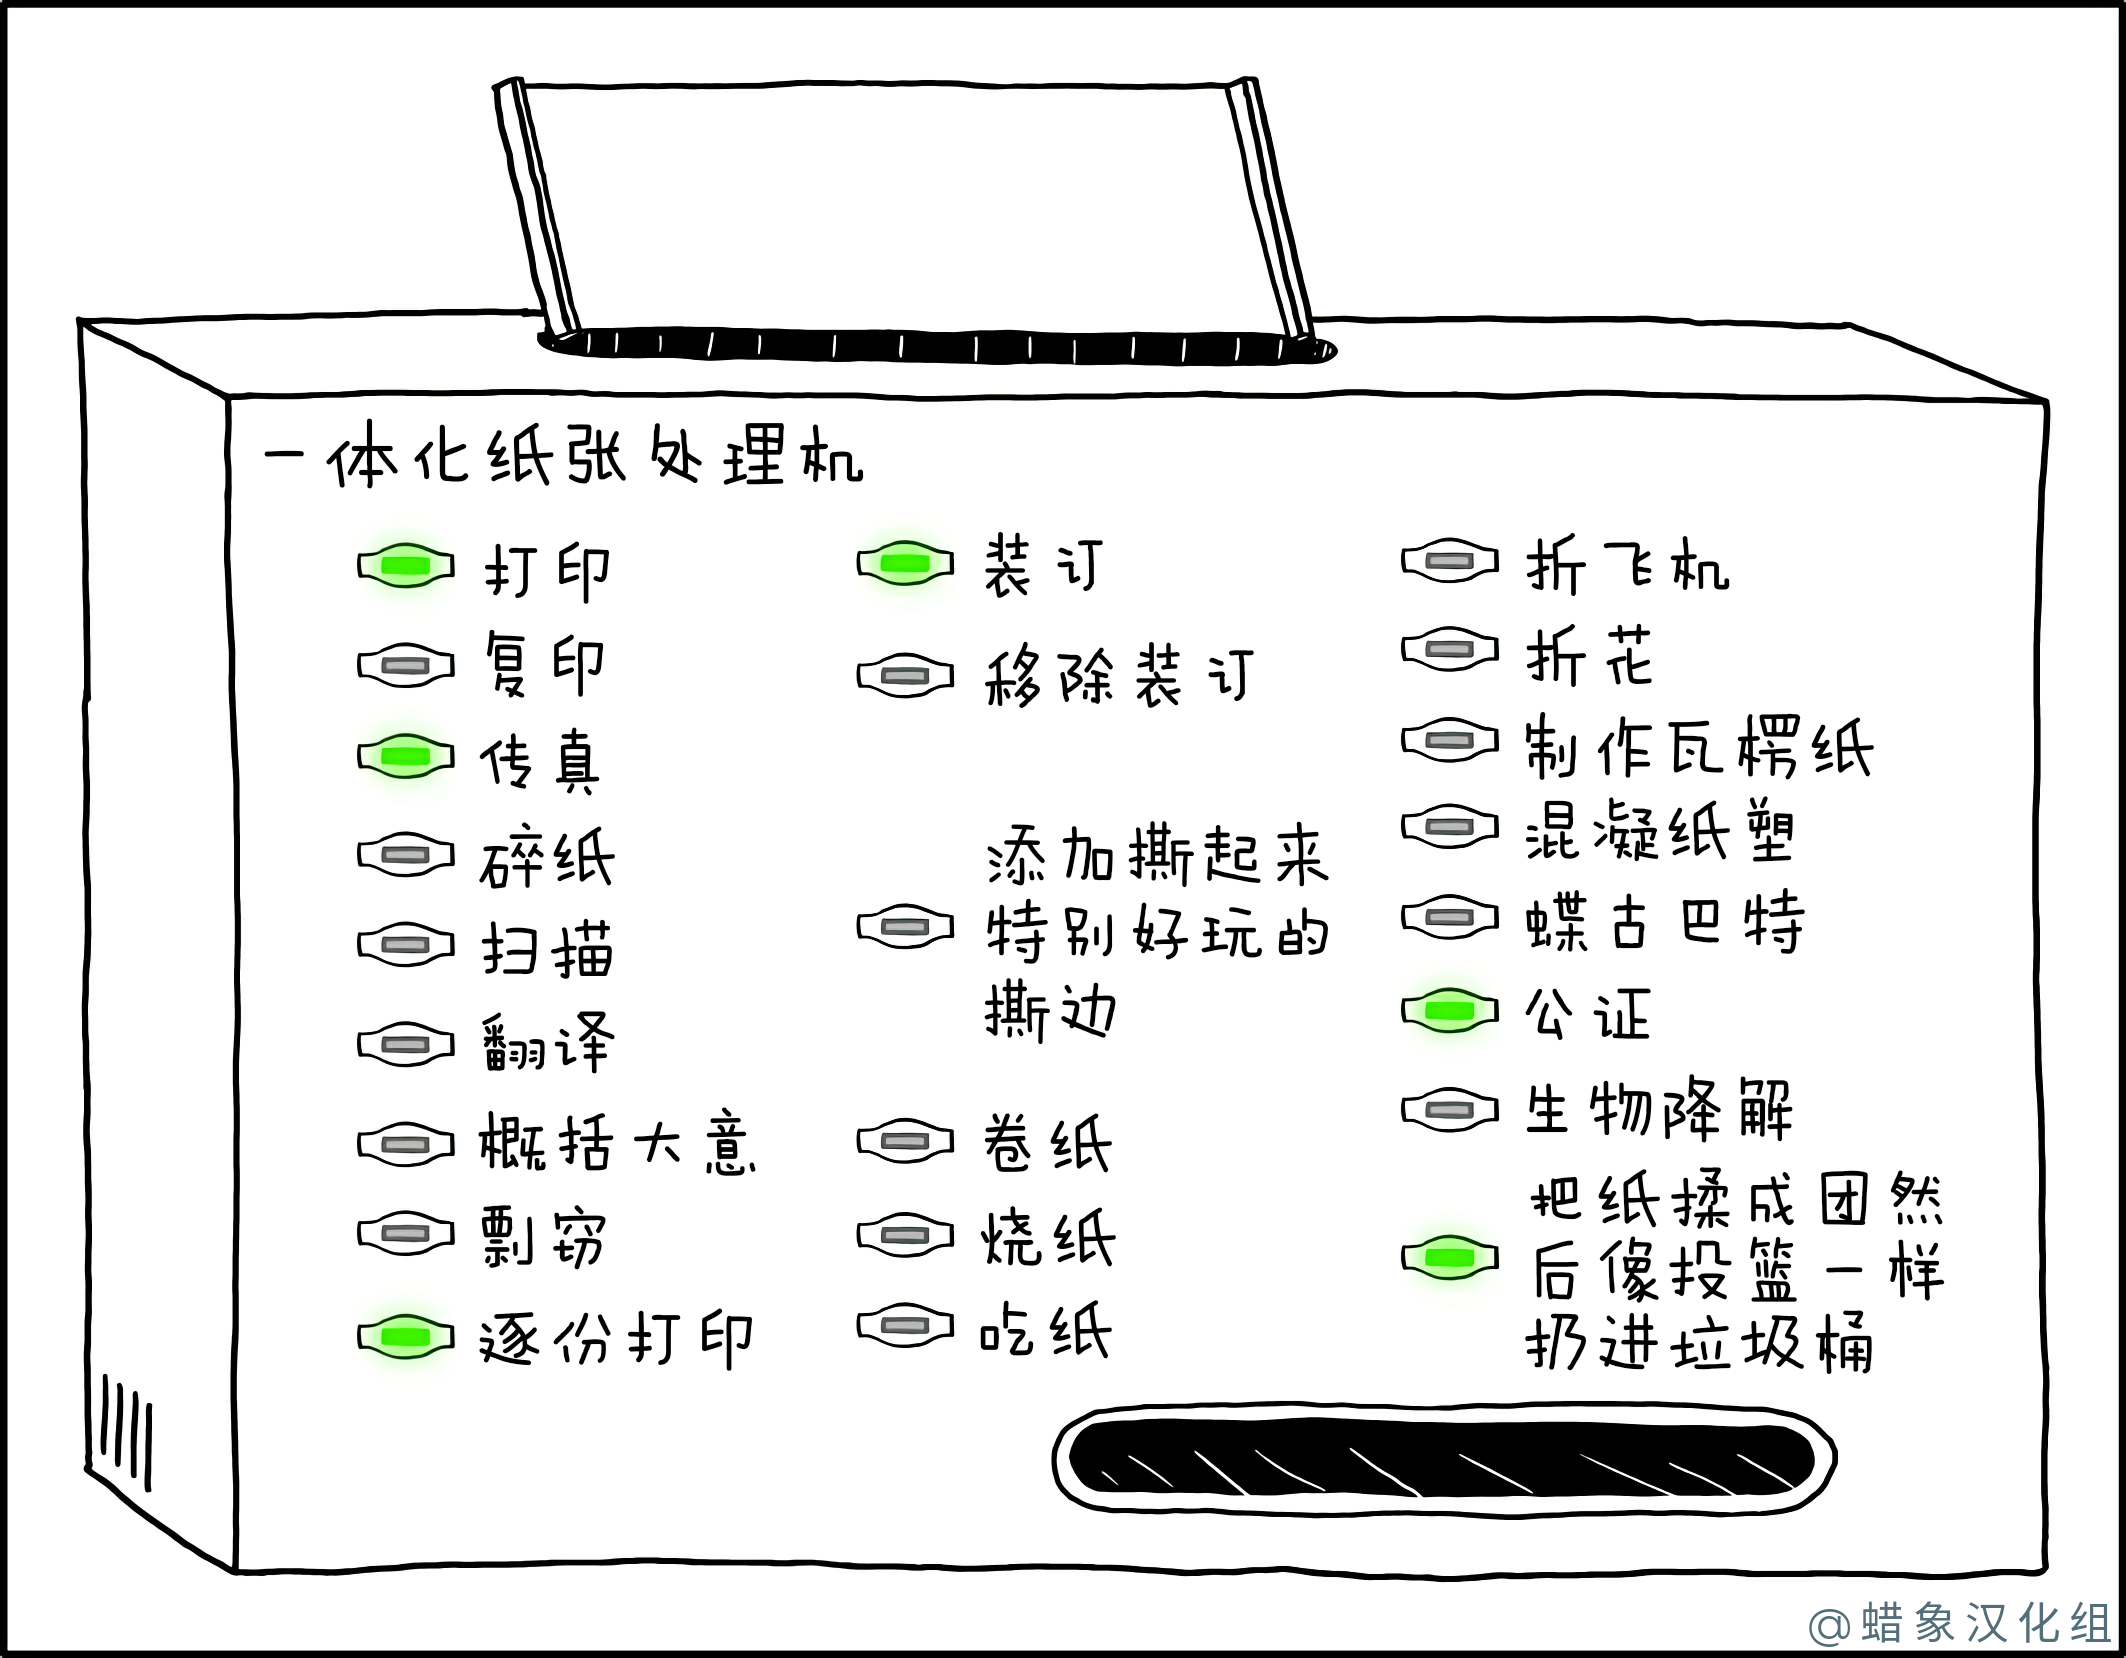 一体化纸张处理机
打印
复印
传真
碎纸
扫描
翻译
概括大意
剽窃
逐份打印
装订
移除装订
添加撕起来
特别好玩的
撕边
卷纸
烧纸
吃纸
折飞机
折花
制作瓦楞纸
混凝纸塑
蝶古巴特
公证
生物降解
把纸揉成团然
后像投篮一样
扔进垃圾桶
@蜡象汉化组